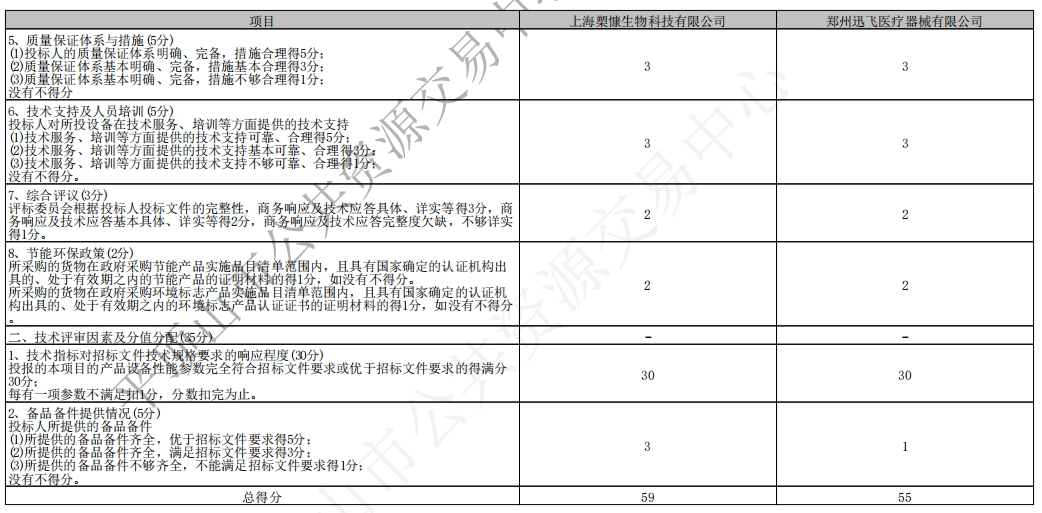 项目 上海槊慷生物科技有限公司 郑州迅飞医疗器械有限公司
5、质量保证体系与措施(5分)
(1)投标人的质量保证体系明确、完备，措施合理得5分；
(2)质量保证体系基本明确、完备，措施基本合理得3分；
(3)质量保证体系基本明确、完备，措施不够合理得1分；
没有不得分
3 3
6、技术支持及人员培训(5分)
投标人对所投设备在技术服务、培训等方面提供的技术支持
(1)技术服务、培训等方面提供的技术支持可靠、合理得5分；
(2)技术服务、培训等方面提供的技术支持基本可靠、合理得3分；
(3)技术服务、培训等方面提供的技术支持不够可靠、合理得1分；
没有不得分。
3 3
7、综合评议(3分)
评标委员会根据投标人投标文件的完整性，商务响应及技术应答具体、详实等得3分，商
务响应及技术应答基本具体、详实等得2分，商务响应及技术应答完整度欠缺，不够详实
得1分。
2 2
8、节能环保政策(2分)
所采购的货物在政府采购节能产品实施品目清单范围内，且具有国家确定的认证机构出
具的、处于有效期之内的节能产品的证明材料的得1分，如没有不得分。
所采购的货物在政府采购环境标志产品实施品目清单范围内，且具有国家确定的认证机
构出具的、处于有效期之内的环境标志产品认证证书的证明材料的得1分，如没有不得分
。
2 2
二、技术评审因素及分值分配(35分) - -
1、技术指标对招标文件技术规格要求的响应程度(30分)
投报的本项目的产品设备性能参数完全符合招标文件要求或优于招标文件要求的得满分
30分；
每有一项参数不满足扣1分，分数扣完为止。
30 30
2、备品备件提供情况(5分)
投标人所提供的备品备件
(1)所提供的备品备件齐全，优于招标文件要求得5分；
(2)所提供的备品备件齐全，满足招标文件要求得3分；
(3)所提供的备品备件不够齐全，不能满足招标文件要求得1分；
没有不得分。
3 1
总得分 59 55
平顶山市公共资源交易中心
山市公共资源交易中心